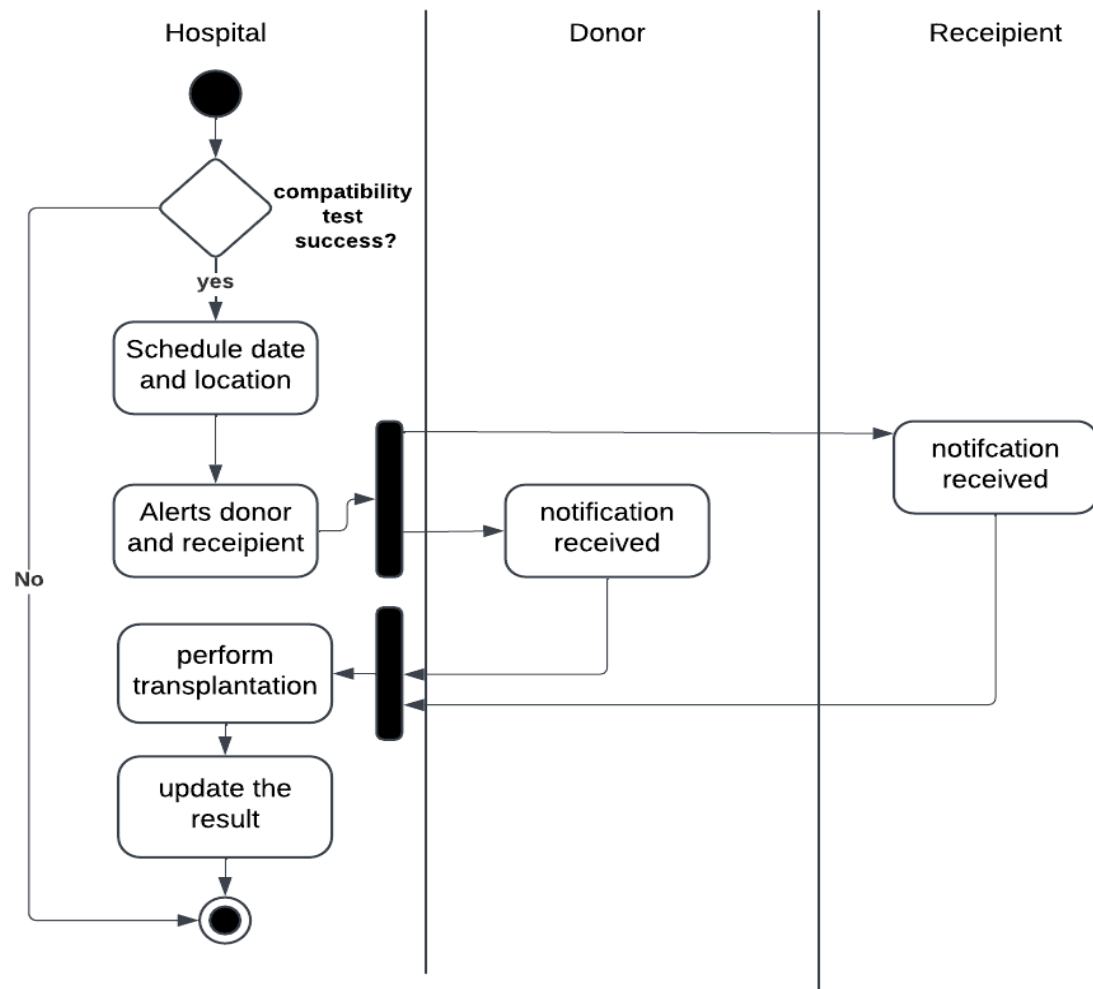 Hospital
Donor
Receipient
compatibility
test
success?
yes
Schedule date
and location
notifcation
received
Alerts donor
and receipient
notification
received
No
perform
transplantation
update the
result